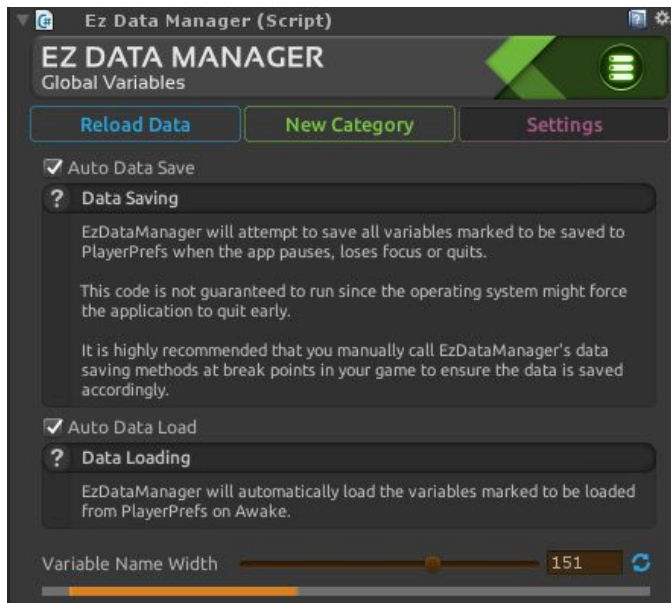 Ez Data Manager (Script)
EZ DATA MANAGER
Global Variables
Reload Data New Category Settings
Auto Data Save
? Data Saving
EzDataManager will attempt to save all variables marked to be saved to
PlayerPrefs when the app pauses, loses focus or quits.
This code is not guaranteed to run since the operating system might force
the application to quit early.
It is highly recommended that you manually call EzDataManager's data
saving methods at break points in your game to ensure the data is saved
accordingly.
Auto Data Load
? Data Loading
EzDataManager will automatically load the variables marked to be loaded
from PlayerPrefs on Awake.
Variable Name Width 151